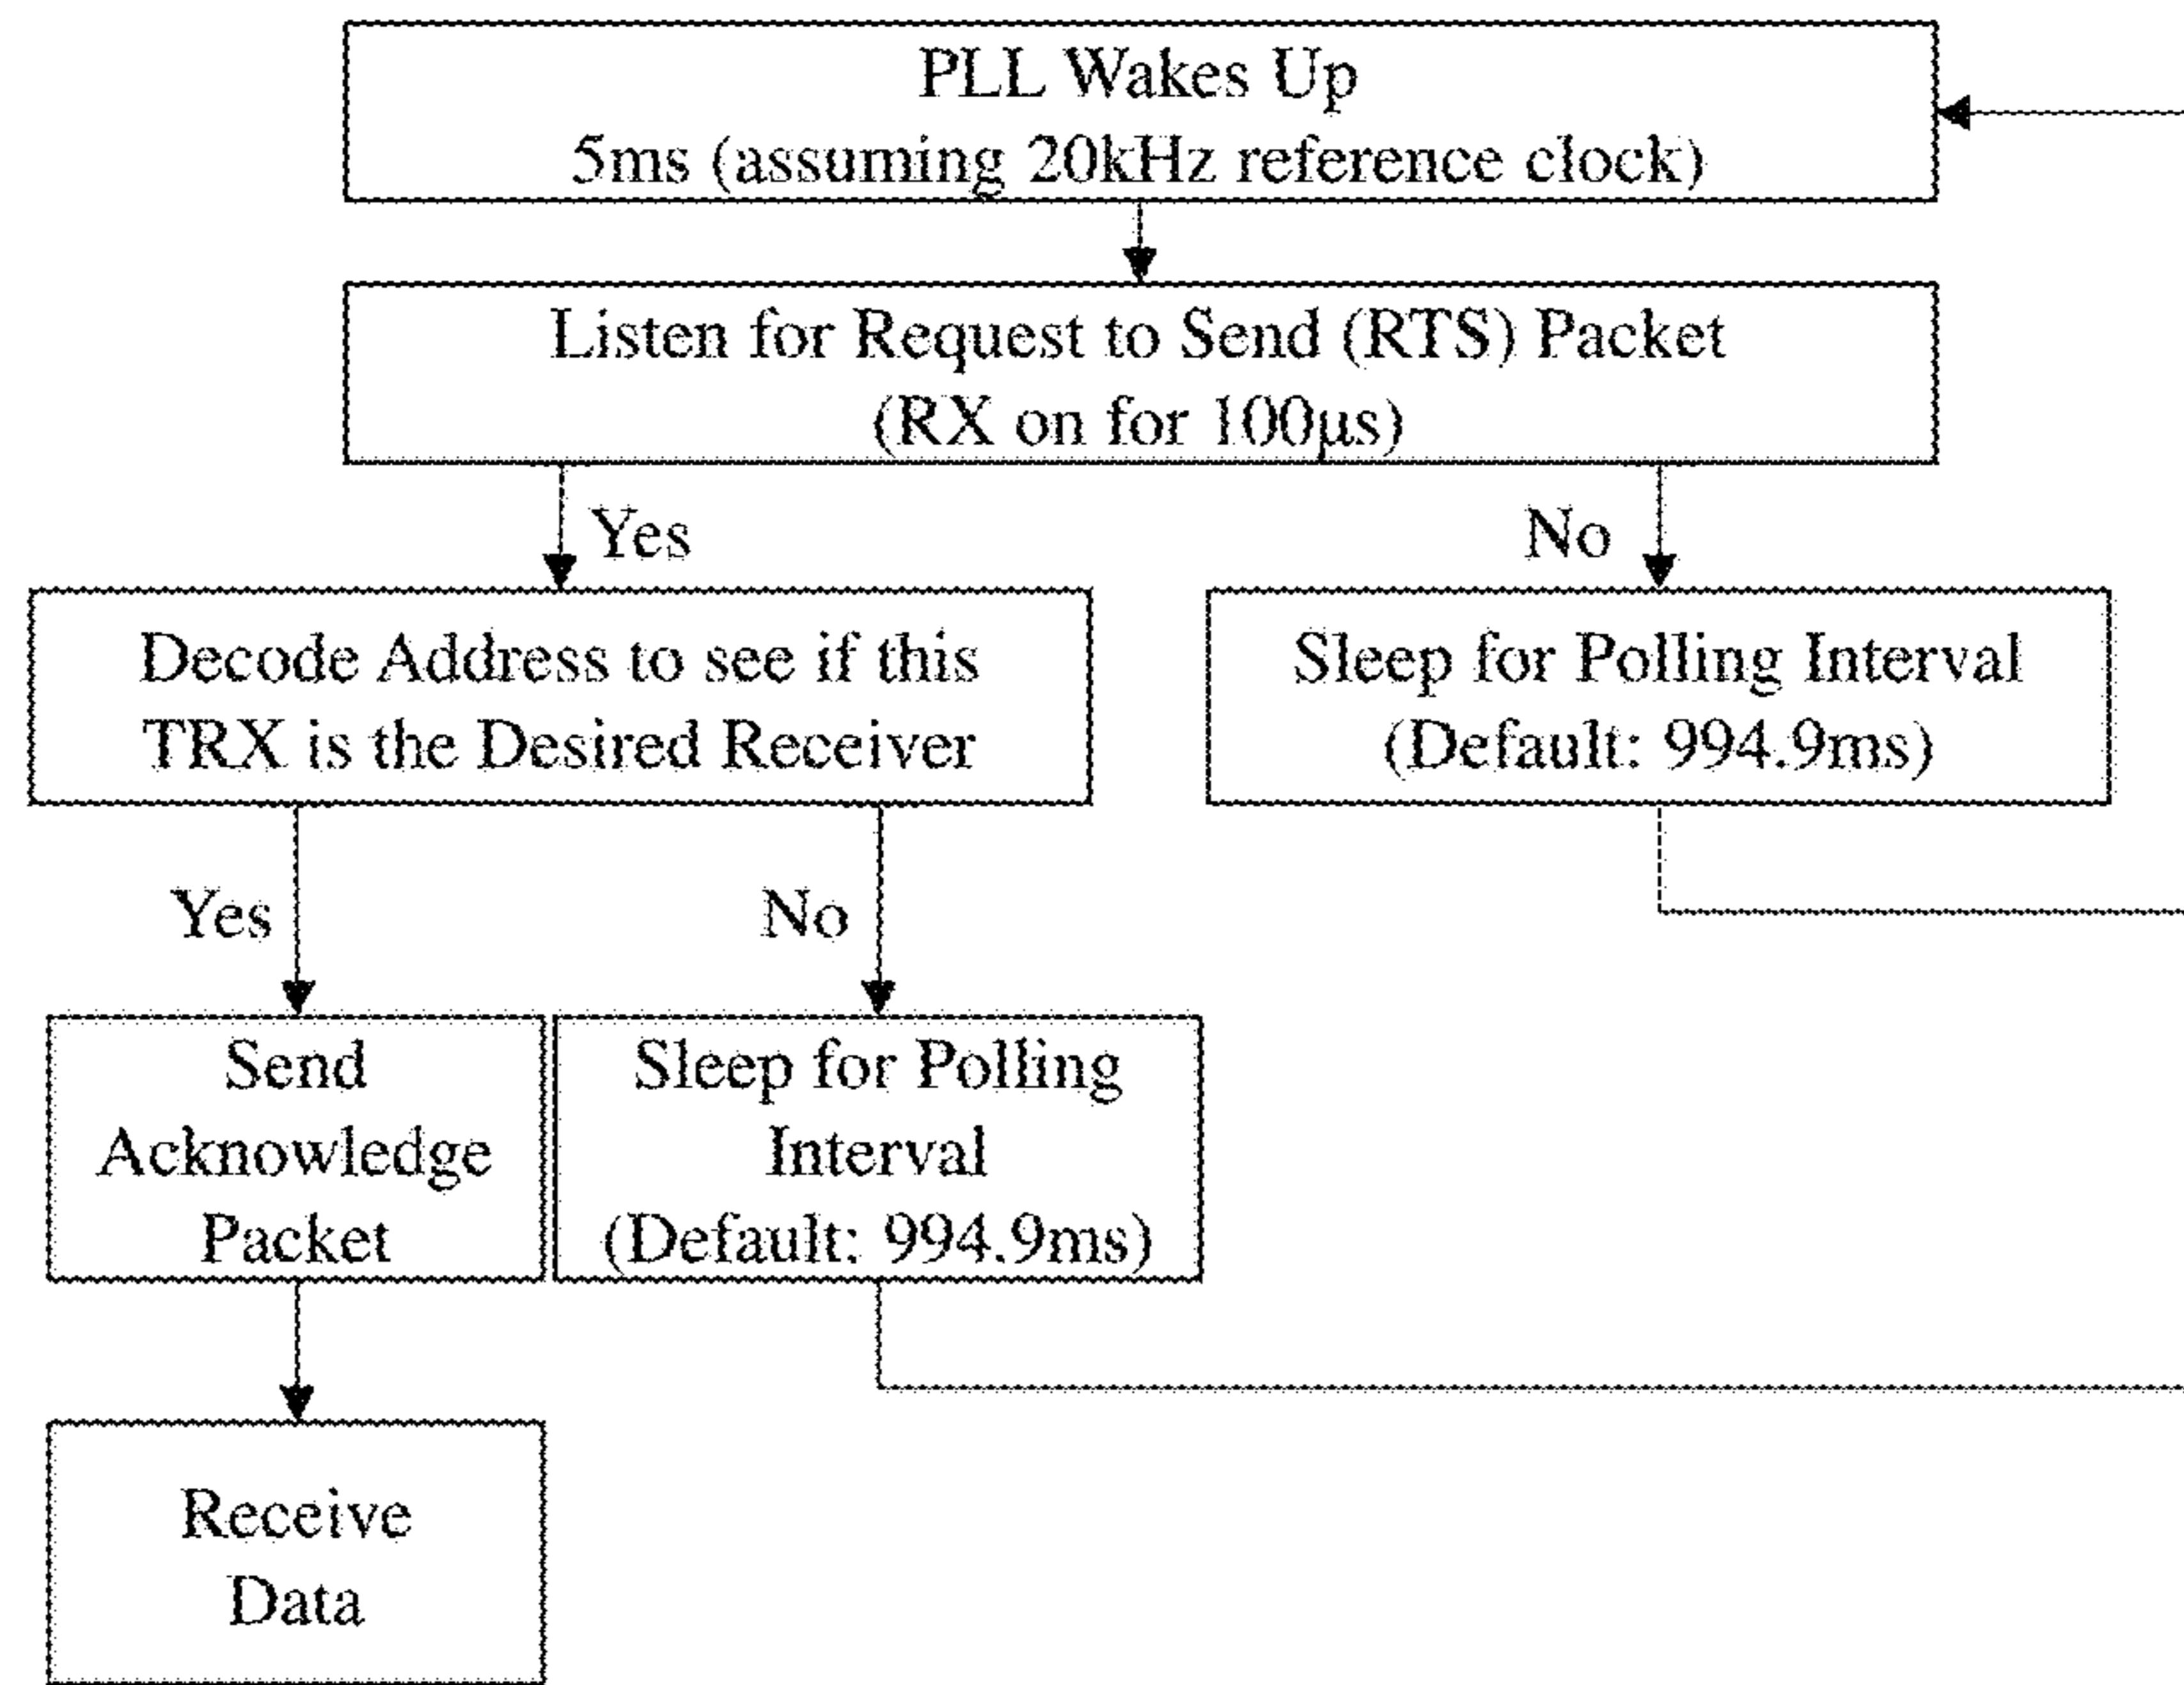 PLL Wakes Up
5ms (assuming 20kHz reference clock)
Listen for Request to Send (RTS) Packet
(RX on for 100µs)
Yes
No
Decode Address to see if this
TRX is the Desired Receiver
Sleep for Polling Interval
(Default: 994.9ms)
Yes
No
Send
Acknowledge
Packet
Sleep for Polling
Interval
(Default: 994.9ms)
Receive
Data